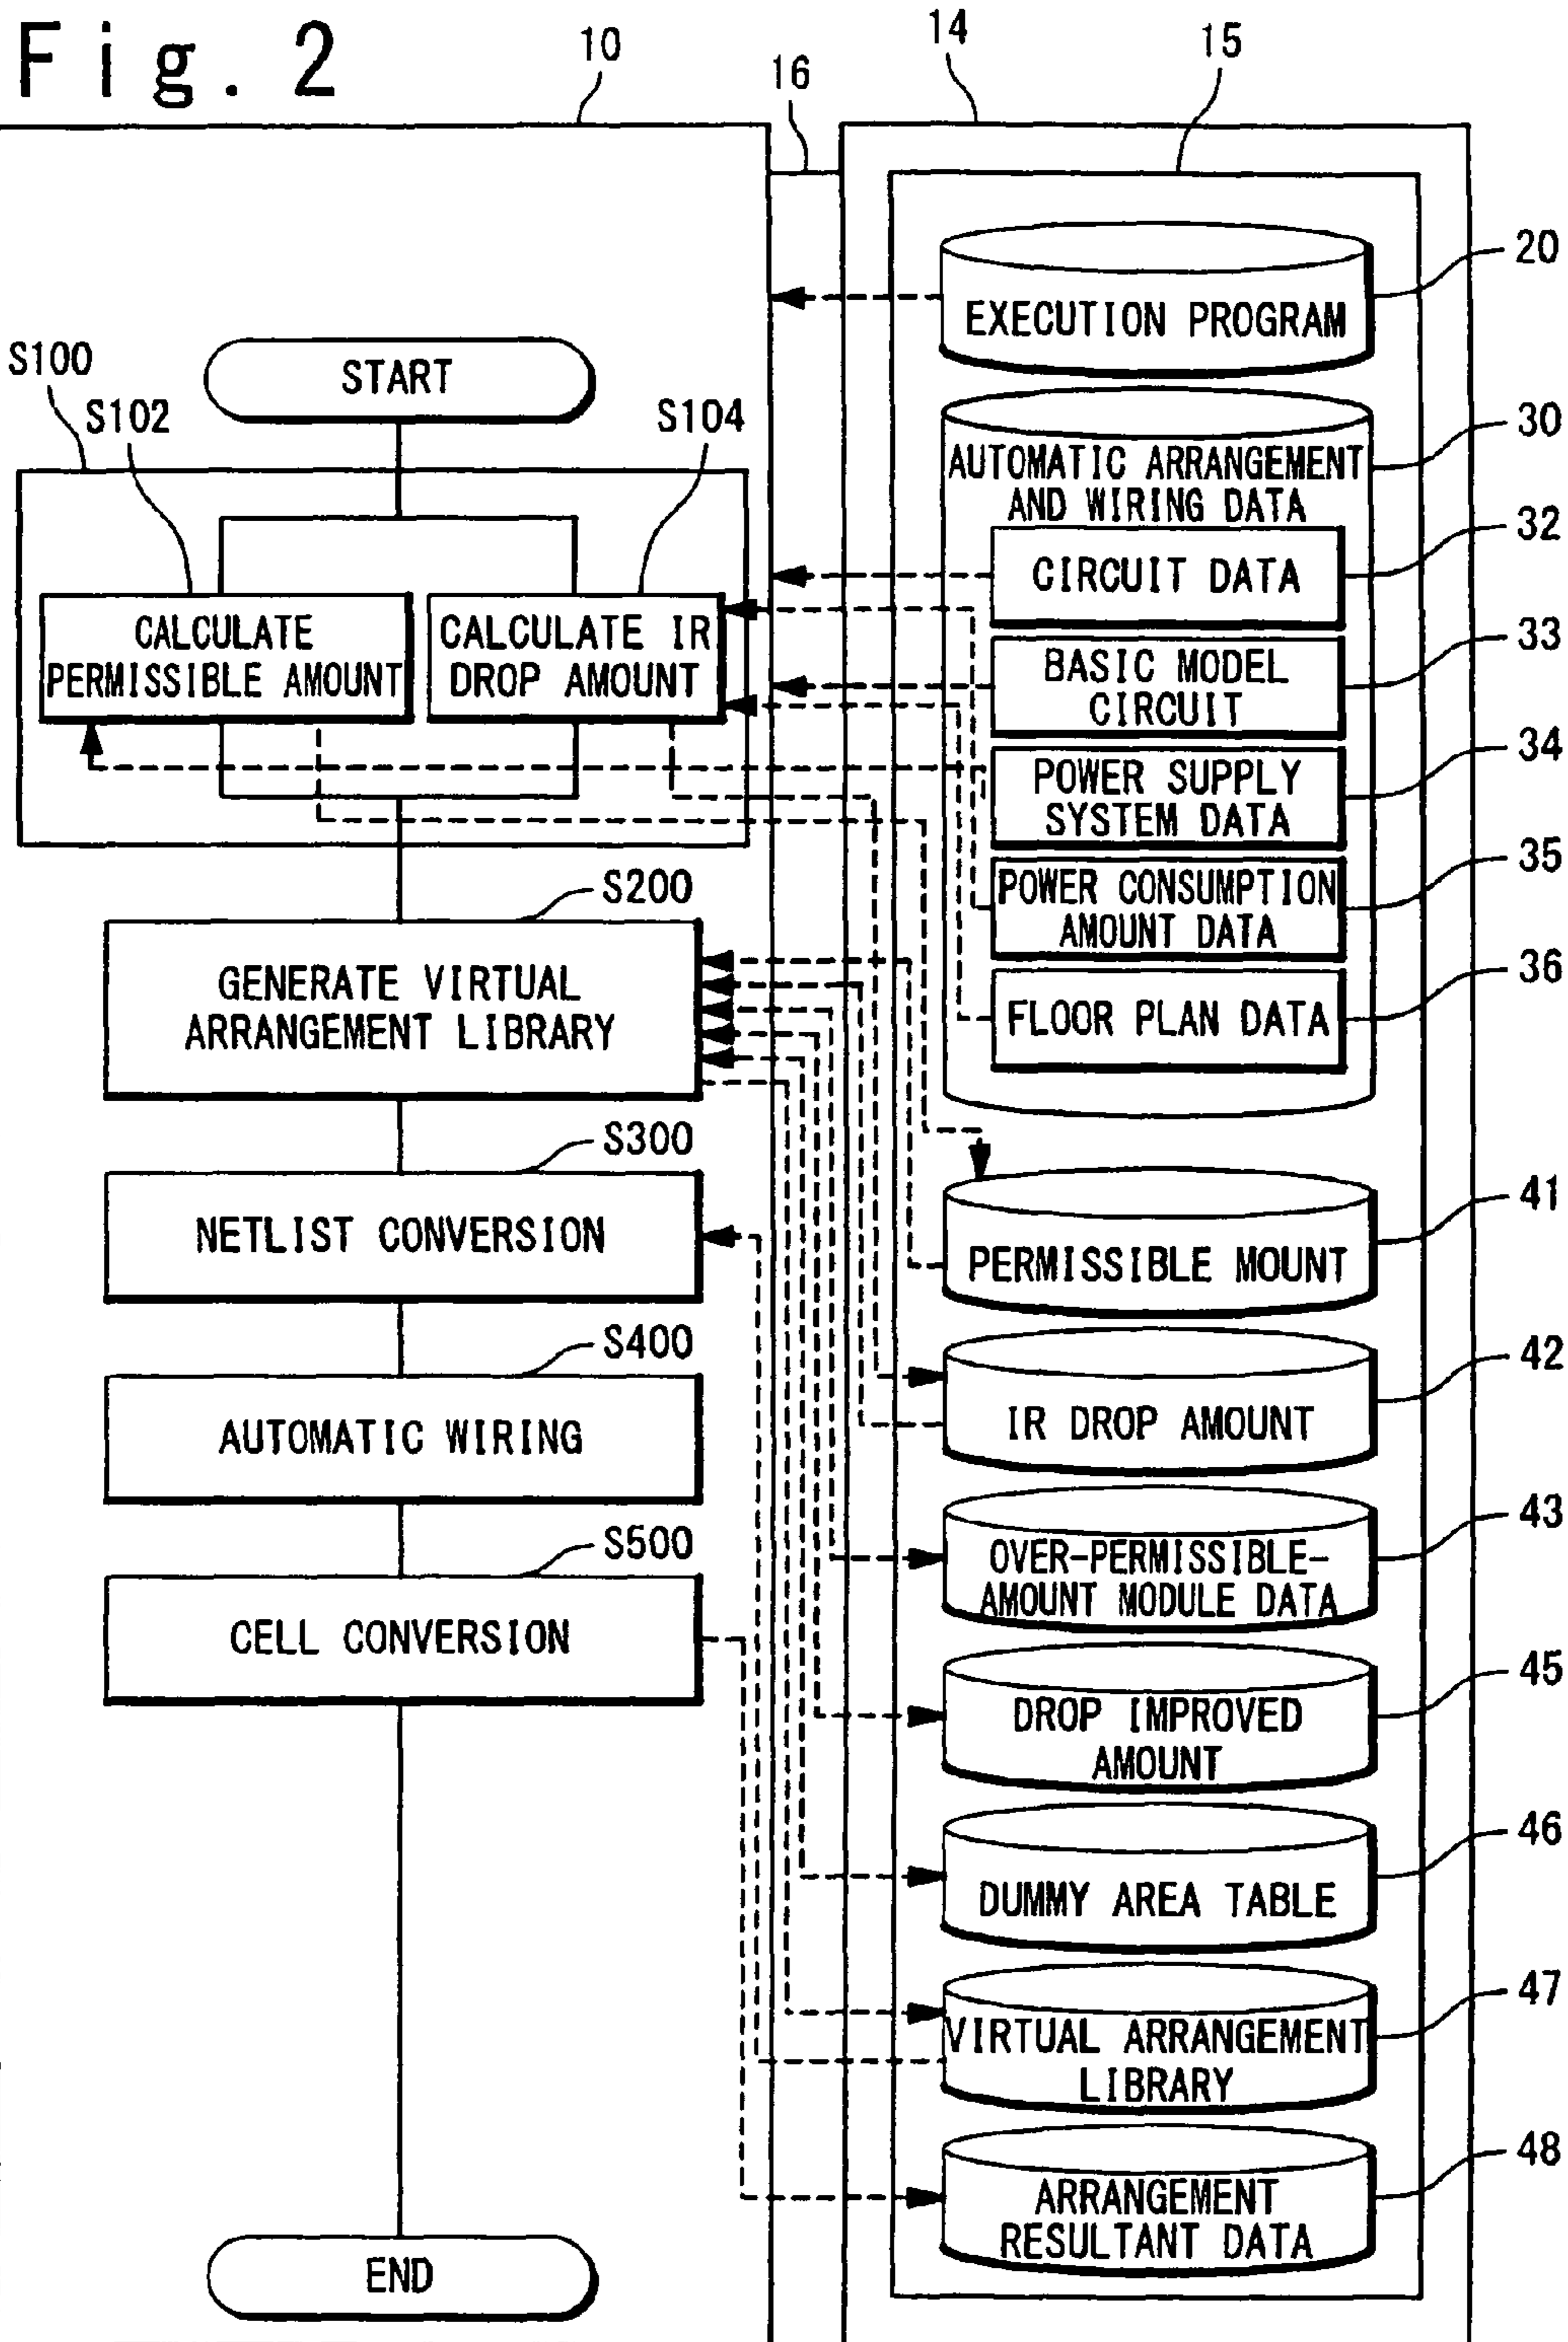 Fig. 2
10
16
14
15
START
S100
S102
S104
CALCULATE
PERMISSIBLE AMOUNT
CALCULATE IR
DROP AMOUNT
S200
GENERATE VIRTUAL
ARRANGEMENT LIBRARY
S300
NETLIST CONVERSION
S400
AUTOMATIC WIRING
S500
CELL CONVERSION
END
EXECUTION PROGRAM
20
AUTOMATIC ARRANGEMENT
AND WIRING DATA
30
CIRCUIT DATA
32
BASIC MODEL
CIRCUIT
33
POWER SUPPLY
SYSTEM DATA
34
POWER CONSUMPTION
AMOUNT DATA
35
FLOOR PLAN DATA
36
PERMISSIBLE MOUNT
41
IR DROP AMOUNT
42
OVER-PERMISSIBLE-
AMOUNT MODULE DATA
43
DROP IMPROVED
AMOUNT
45
DUMMY AREA TABLE
46
VIRTUAL ARRANGEMENT
LIBRARY
47
ARRANGEMENT
RESULTANT DATA
48